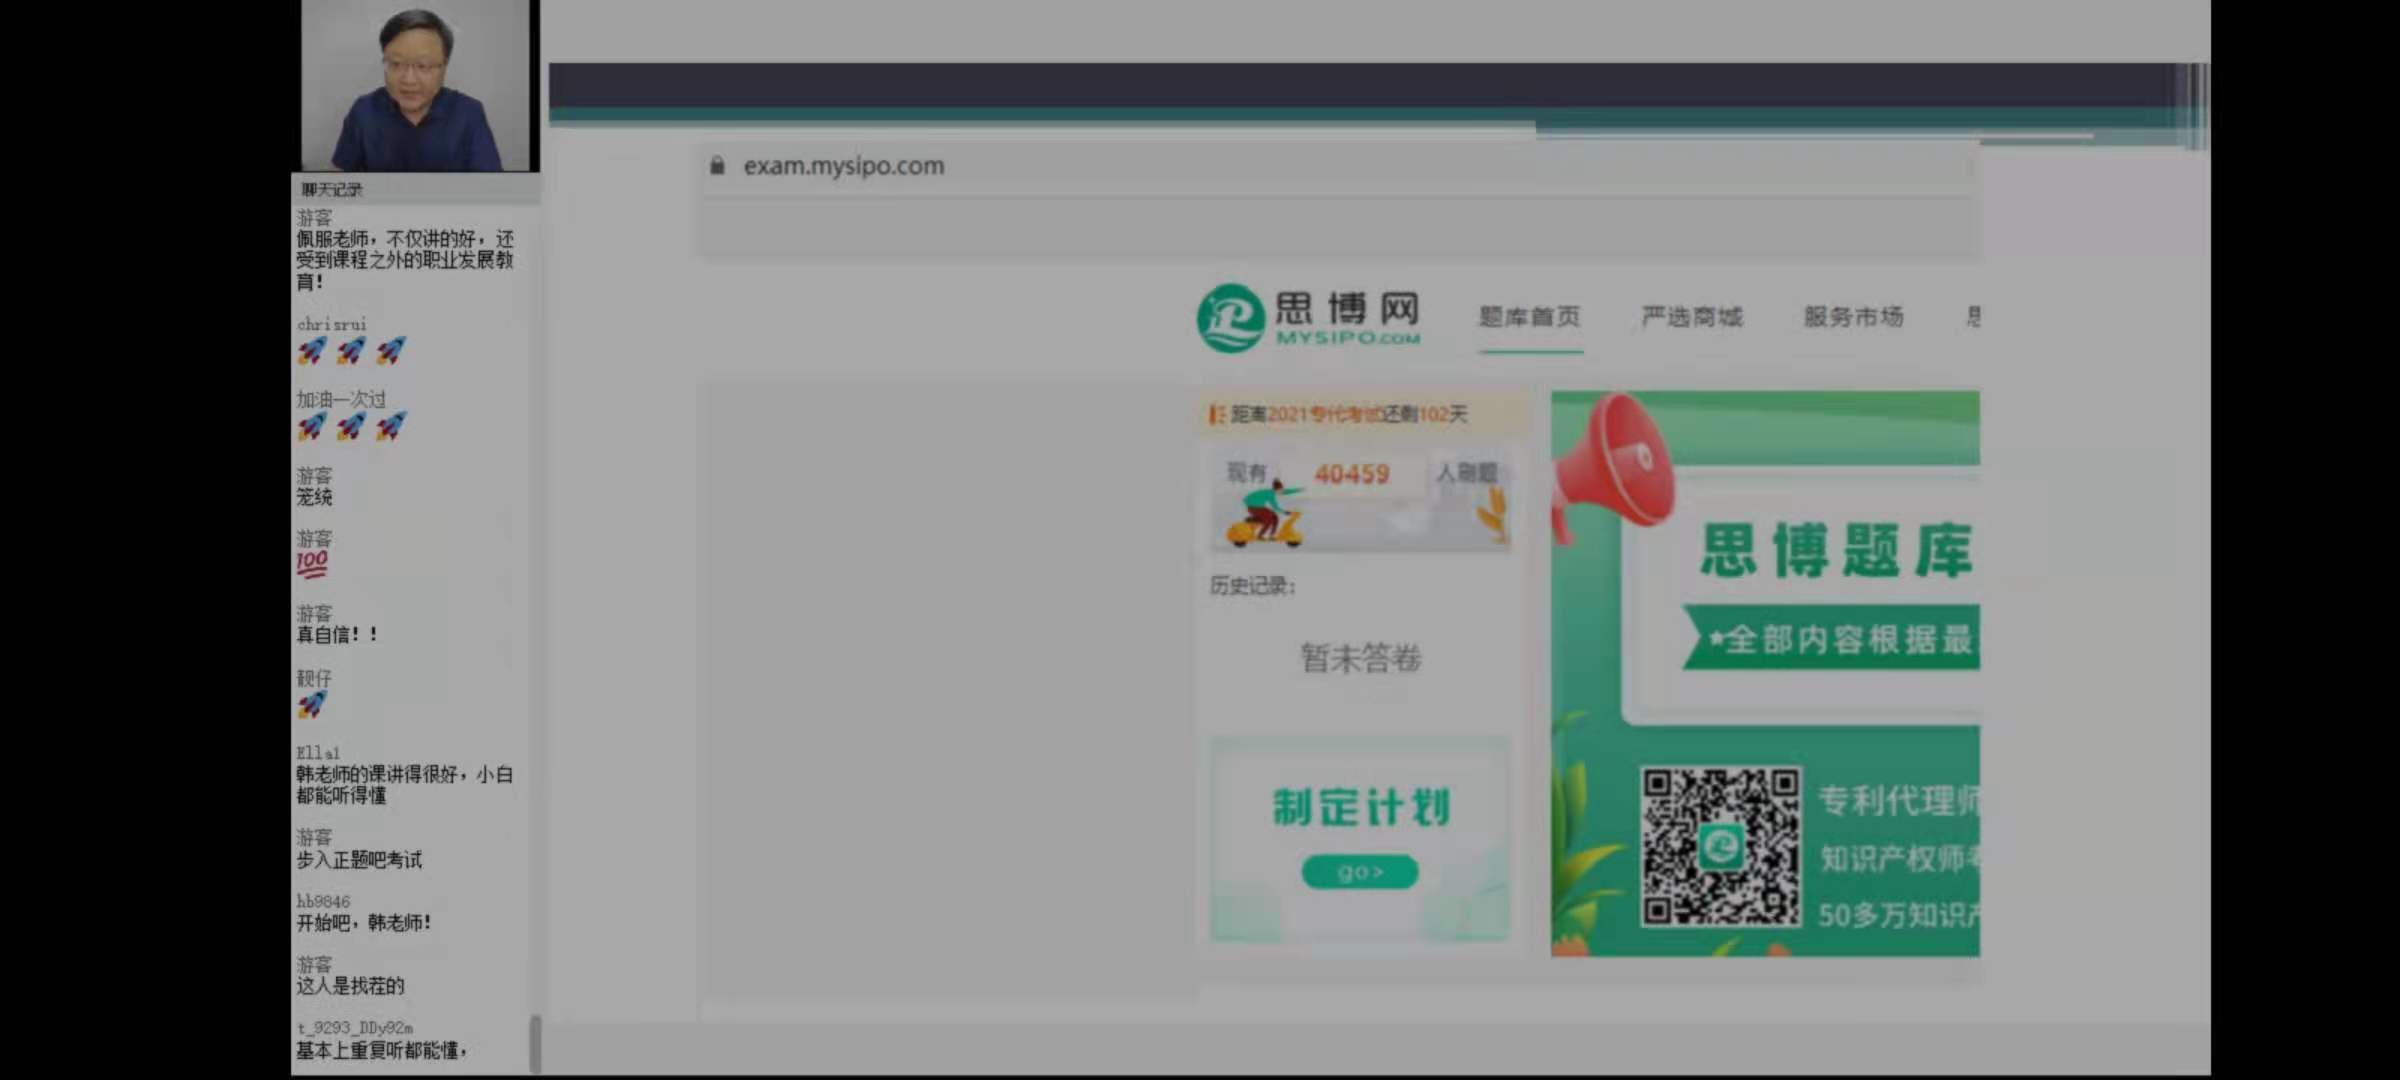 聊天记录
游客
佩服老师，不仅讲的好，还
受到课程之外的职业发展教
育！
chrisrui
加油一次过
游客
笼统
游客
100
游客
真自信！！
靓仔
Ella1
韩老师的课讲得很好，小白
都能听得懂
游客
步入正题吧考试
hb9846
开始吧，韩老师！
游客
这人是找茬的
t_9293_DDy92m
基本上重复听都能懂，
exam.mysipo.com
思博网
MYSIPO.COM
题库首页 严选商城 服务市场
距离2021专代考试还剩102天
现有 40459 人刷题
历史记录：
暂未答卷
制定计划
go>
思博题库
★全部内容根据最
专利代理师
知识产权师
50多万知识